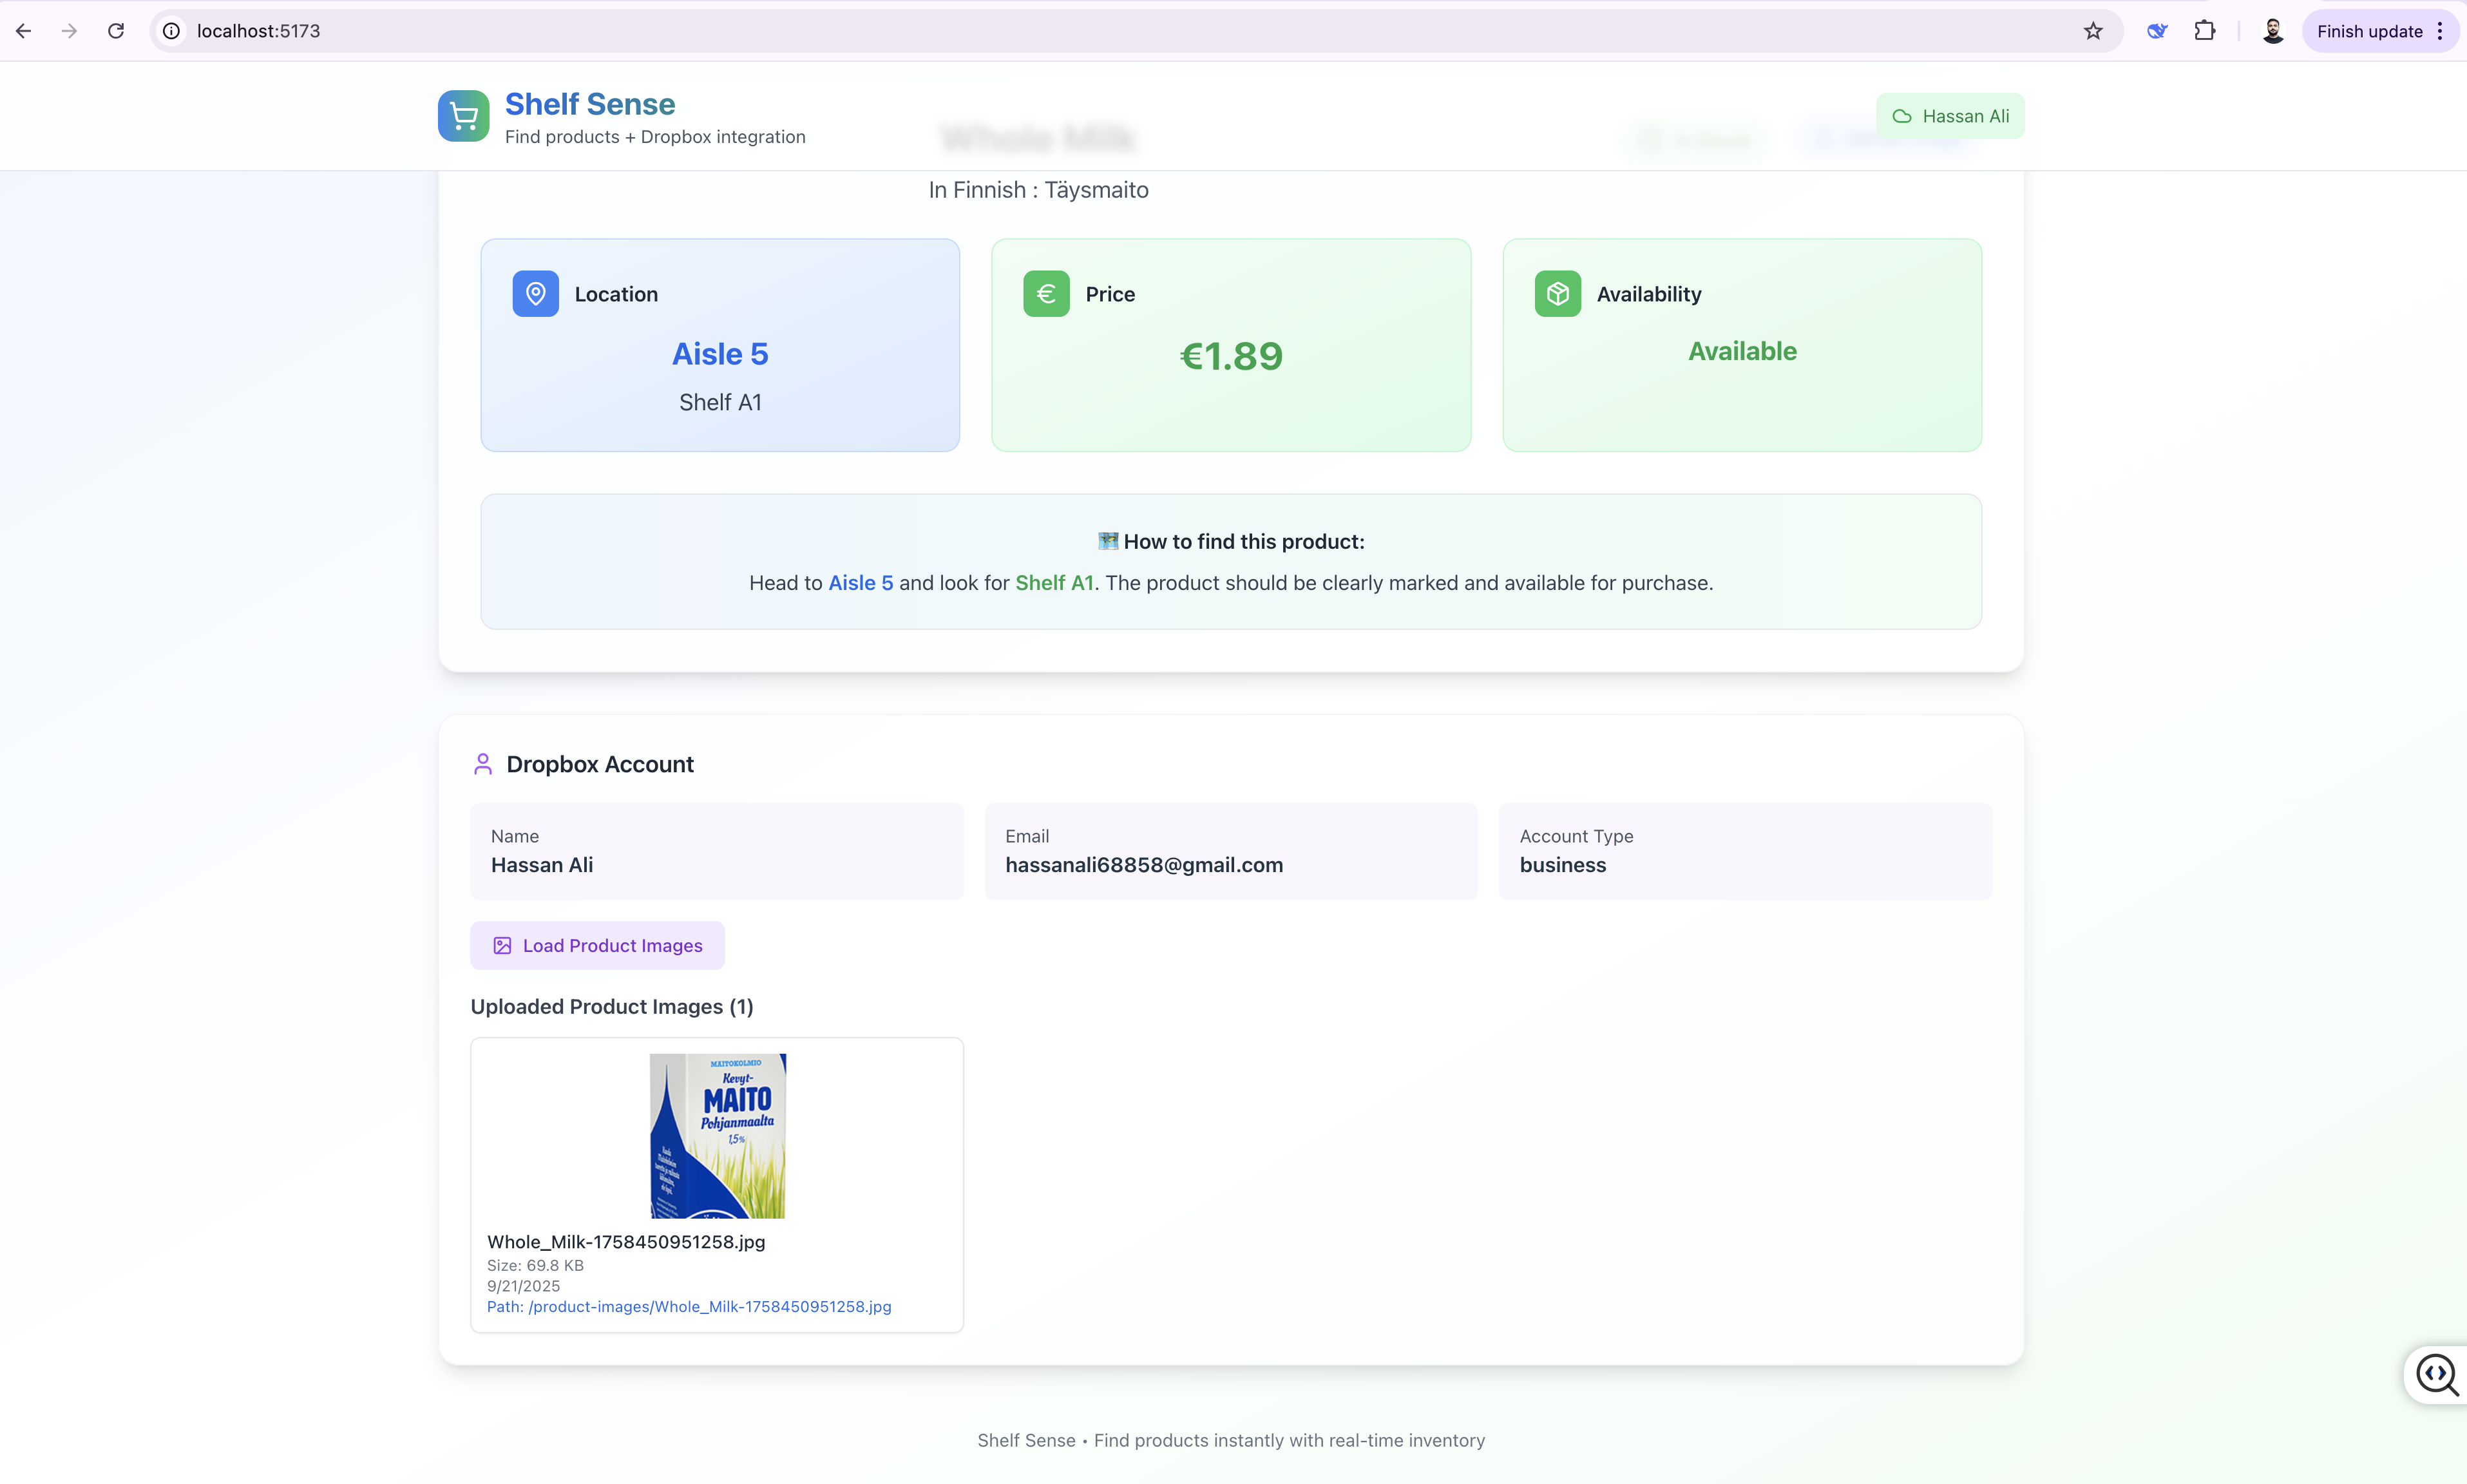 localhost:5173
Finish update
Shelf Sense
Find products + Dropbox integration
Hassan Ali
Whole Milk
In Finnish : Täysmaito
Location
Aisle 5
Shelf A1
Price
€1.89
Availability
Available
How to find this product:
Head to Aisle 5 and look for Shelf A1. The product should be clearly marked and available for purchase.
Dropbox Account
Name
Hassan Ali
Email
hassanali68858@gmail.com
Account Type
business
Load Product Images
Uploaded Product Images (1)
MAITOKOLMIO
Kevyt-
MAITO
Pohjanmaalta
1,5%
Whole_Milk-1758450951258.jpg
Size: 69.8 KB
9/21/2025
Path: /product-images/Whole_Milk-1758450951258.jpg
Shelf Sense • Find products instantly with real-time inventory